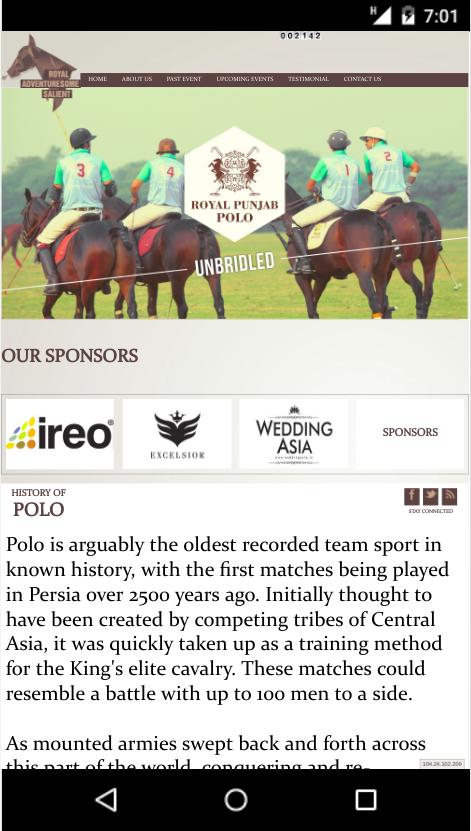 H 7:01
002142
ROYAL
ADVENTURESOME
SALIENT
HOME ABOUT US PAST EVENT UPCOMING EVENTS TESTIMONIAL CONTACT US
3 4 1 2
ROYAL PUNJAB
POLO
UNBRIDLED
OUR SPONSORS
ireo®
EXCELSIOR
WEDDING
ASIA
www.weddingasia.in
SPONSORS
HISTORY OF
POLO
STAY CONNECTED
Polo is arguably the oldest recorded team sport in
known history, with the first matches being played
in Persia over 2500 years ago. Initially thought to
have been created by competing tribes of Central
Asia, it was quickly taken up as a training method
for the King's elite cavalry. These matches could
resemble a battle with up to 100 men to a side.
As mounted armies swept back and forth across
this part of the world, conquering and re-
104.24.102.209